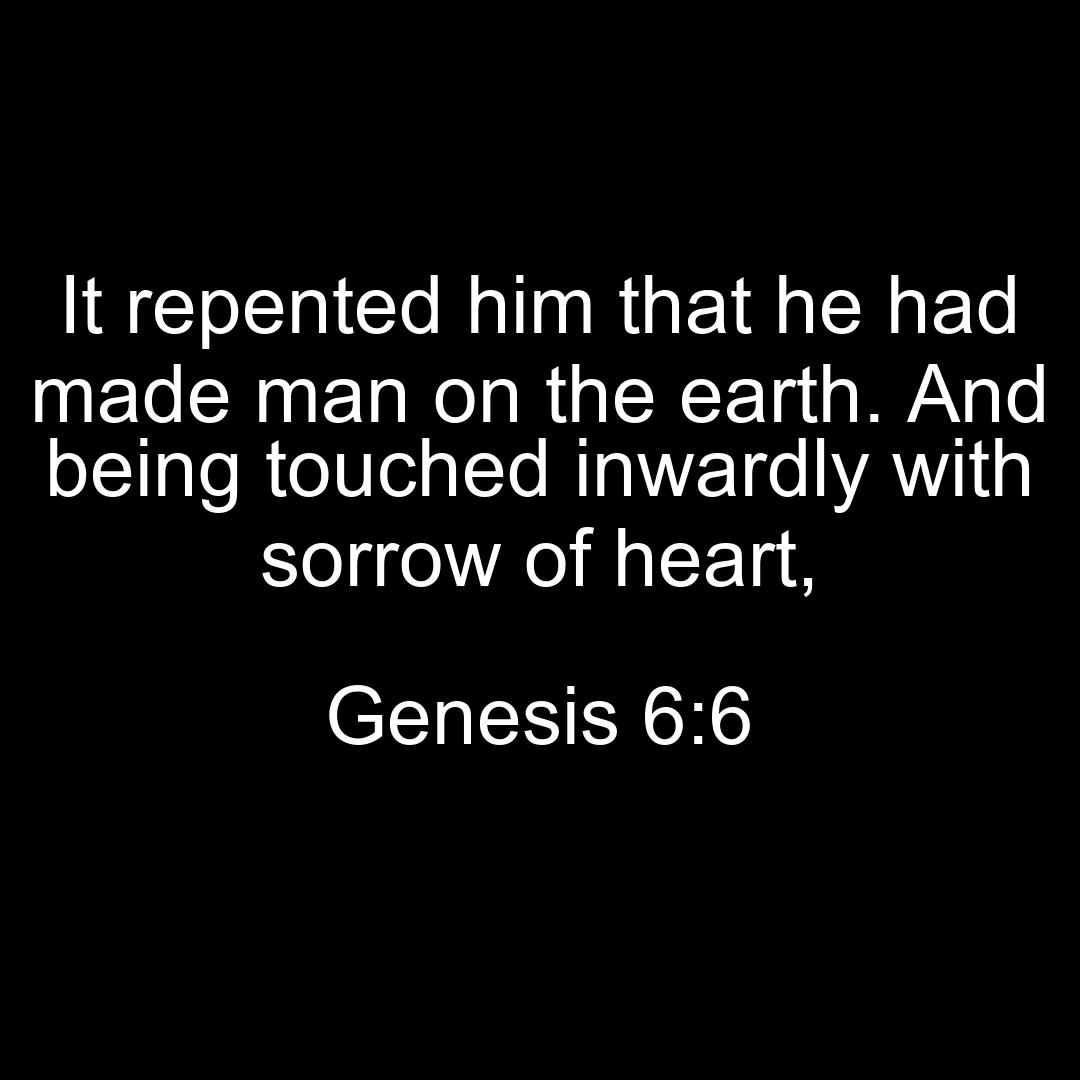 It repented him that he had
made man on the earth. And
being touched inwardly with
sorrow of heart,
Genesis 6:6